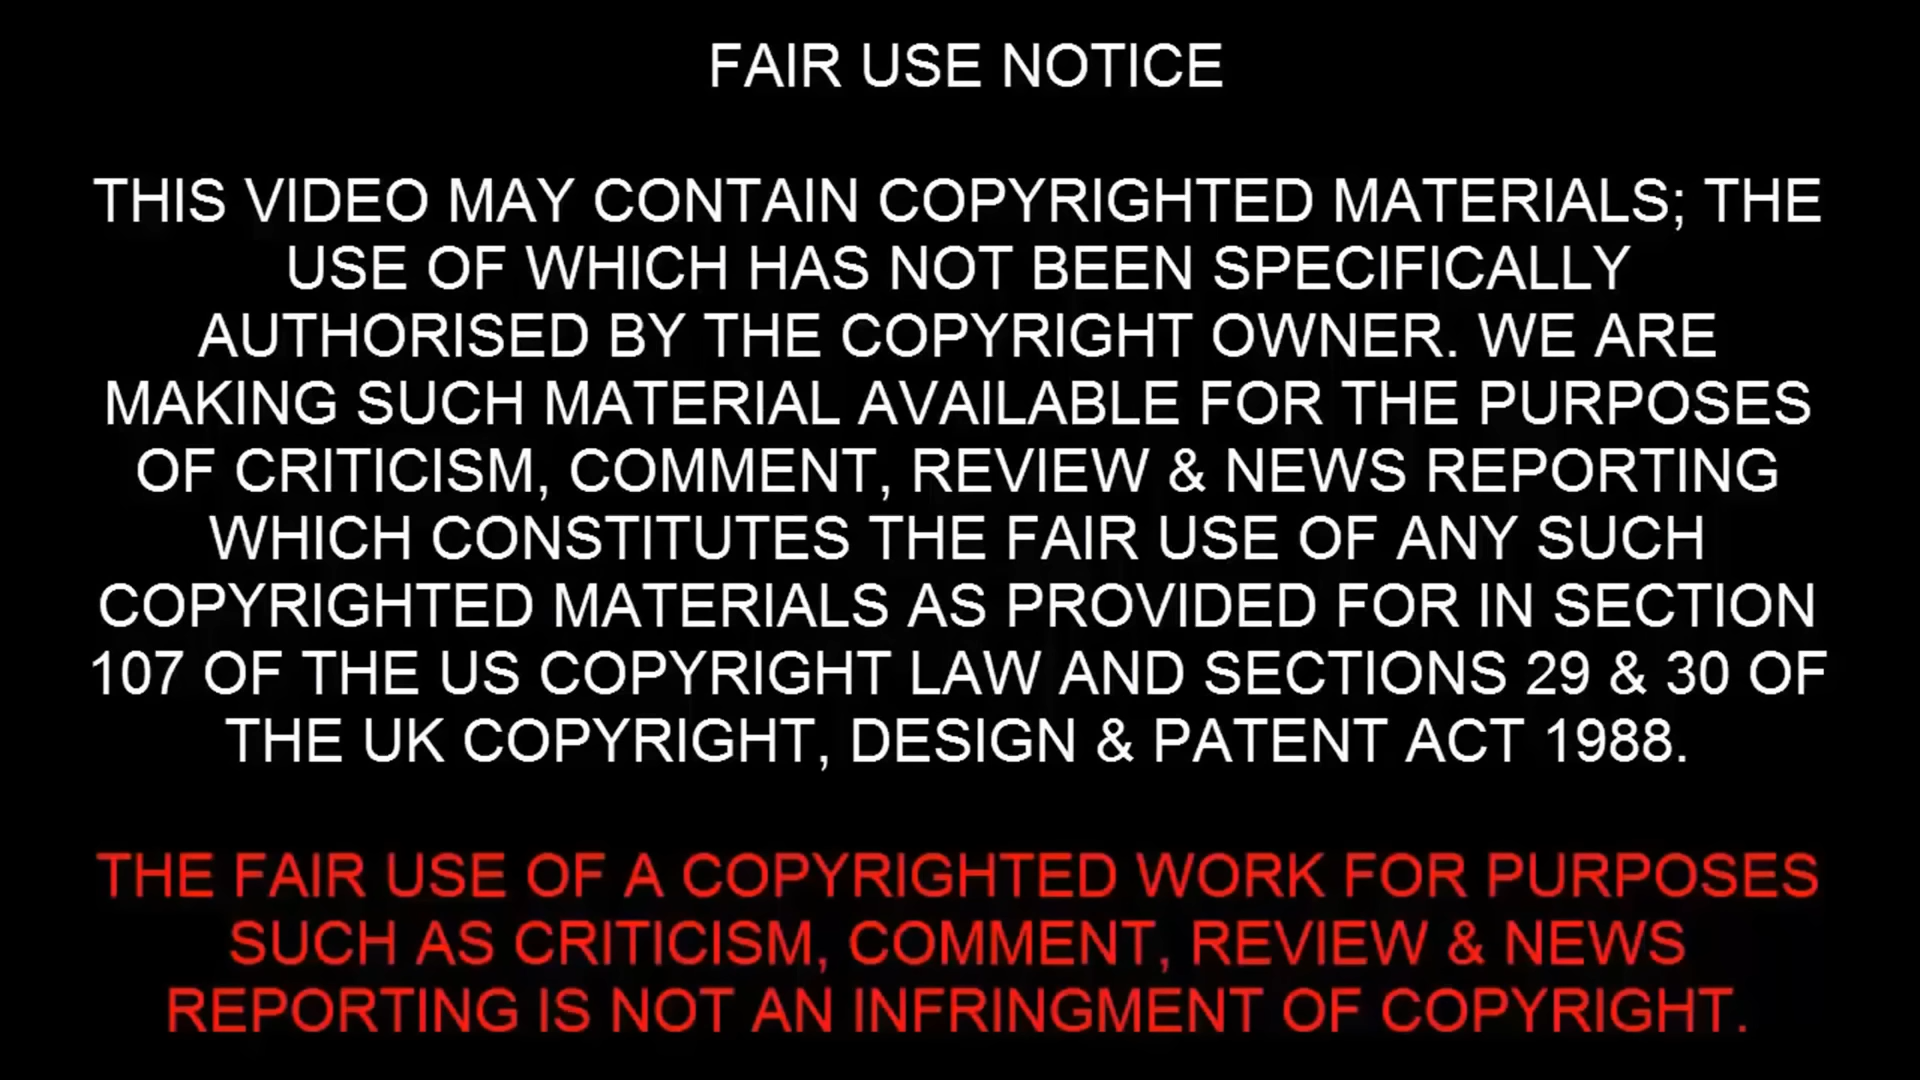 FAIR USE NOTICE
THIS VIDEO MAY CONTAIN COPYRIGHTED MATERIALS; THE
USE OF WHICH HAS NOT BEEN SPECIFICALLY
AUTHORISED BY THE COPYRIGHT OWNER. WE ARE
MAKING SUCH MATERIAL AVAILABLE FOR THE PURPOSES
OF CRITICISM, COMMENT, REVIEW & NEWS REPORTING
WHICH CONSTITUTES THE FAIR USE OF ANY SUCH
COPYRIGHTED MATERIALS AS PROVIDED FOR IN SECTION
107 OF THE US COPYRIGHT LAW AND SECTIONS 29 & 30 OF
THE UK COPYRIGHT, DESIGN & PATENT ACT 1988.
THE FAIR USE OF A COPYRIGHTED WORK FOR PURPOSES
SUCH AS CRITICISM, COMMENT, REVIEW & NEWS
REPORTING IS NOT AN INFRINGMENT OF COPYRIGHT.